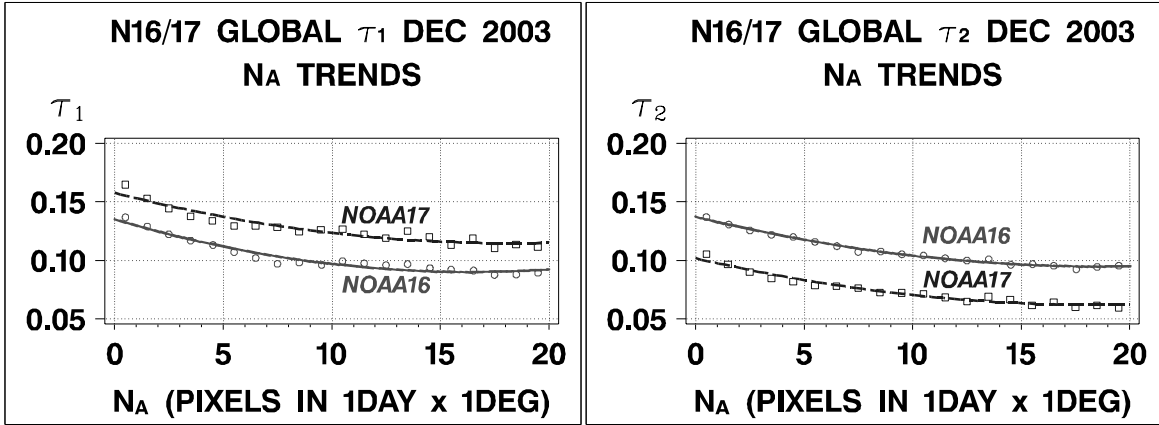 N16/17 GLOBAL τ1 DEC 2003
NA TRENDS
τ1
0.20
0.15
0.10
0.05
NOAA17
NOAA16
0 5 10 15 20
NA (PIXELS IN 1DAY x 1DEG)
N16/17 GLOBAL τ2 DEC 2003
NA TRENDS
τ2
0.20
0.15
0.10
0.05
NOAA16
NOAA17
0 5 10 15 20
NA (PIXELS IN 1DAY x 1DEG)